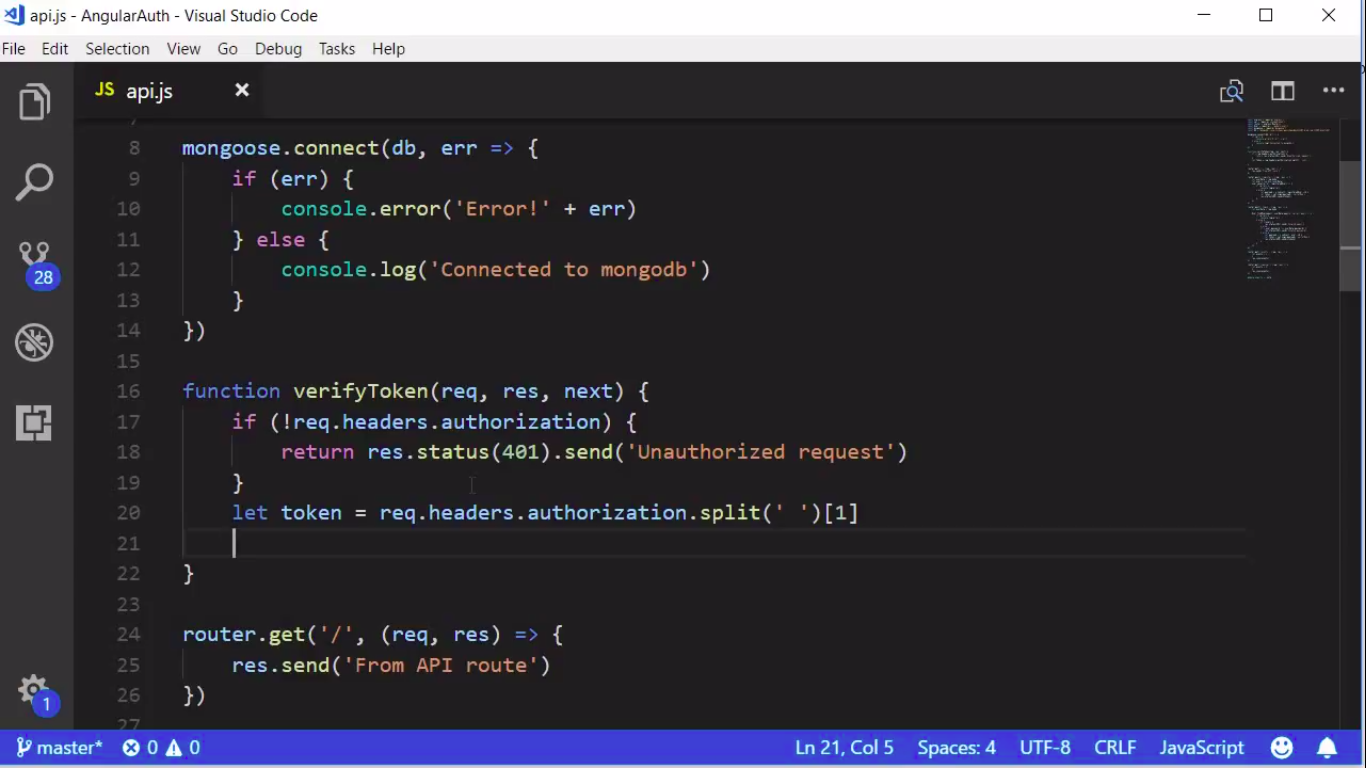 api.js - AngularAuth - Visual Studio Code
File Edit Selection View Go Debug Tasks Help
JS api.js
7
8 mongoose.connect(db, err => {
9 if (err) {
10 console.error('Error!' + err)
11 } else {
12 console.log('Connected to mongodb')
13 }
14 })
15
16 function verifyToken(req, res, next) {
17 if (!req.headers.authorization) {
18 return res.status(401).send('Unauthorized request')
19 }
20 let token = req.headers.authorization.split(' ')[1]
21
22 }
23
24 router.get('/', (req, res) => {
25 res.send('From API route')
26 })
27
28
1
master* 0 0 Ln 21, Col 5 Spaces: 4 UTF-8 CRLF JavaScript